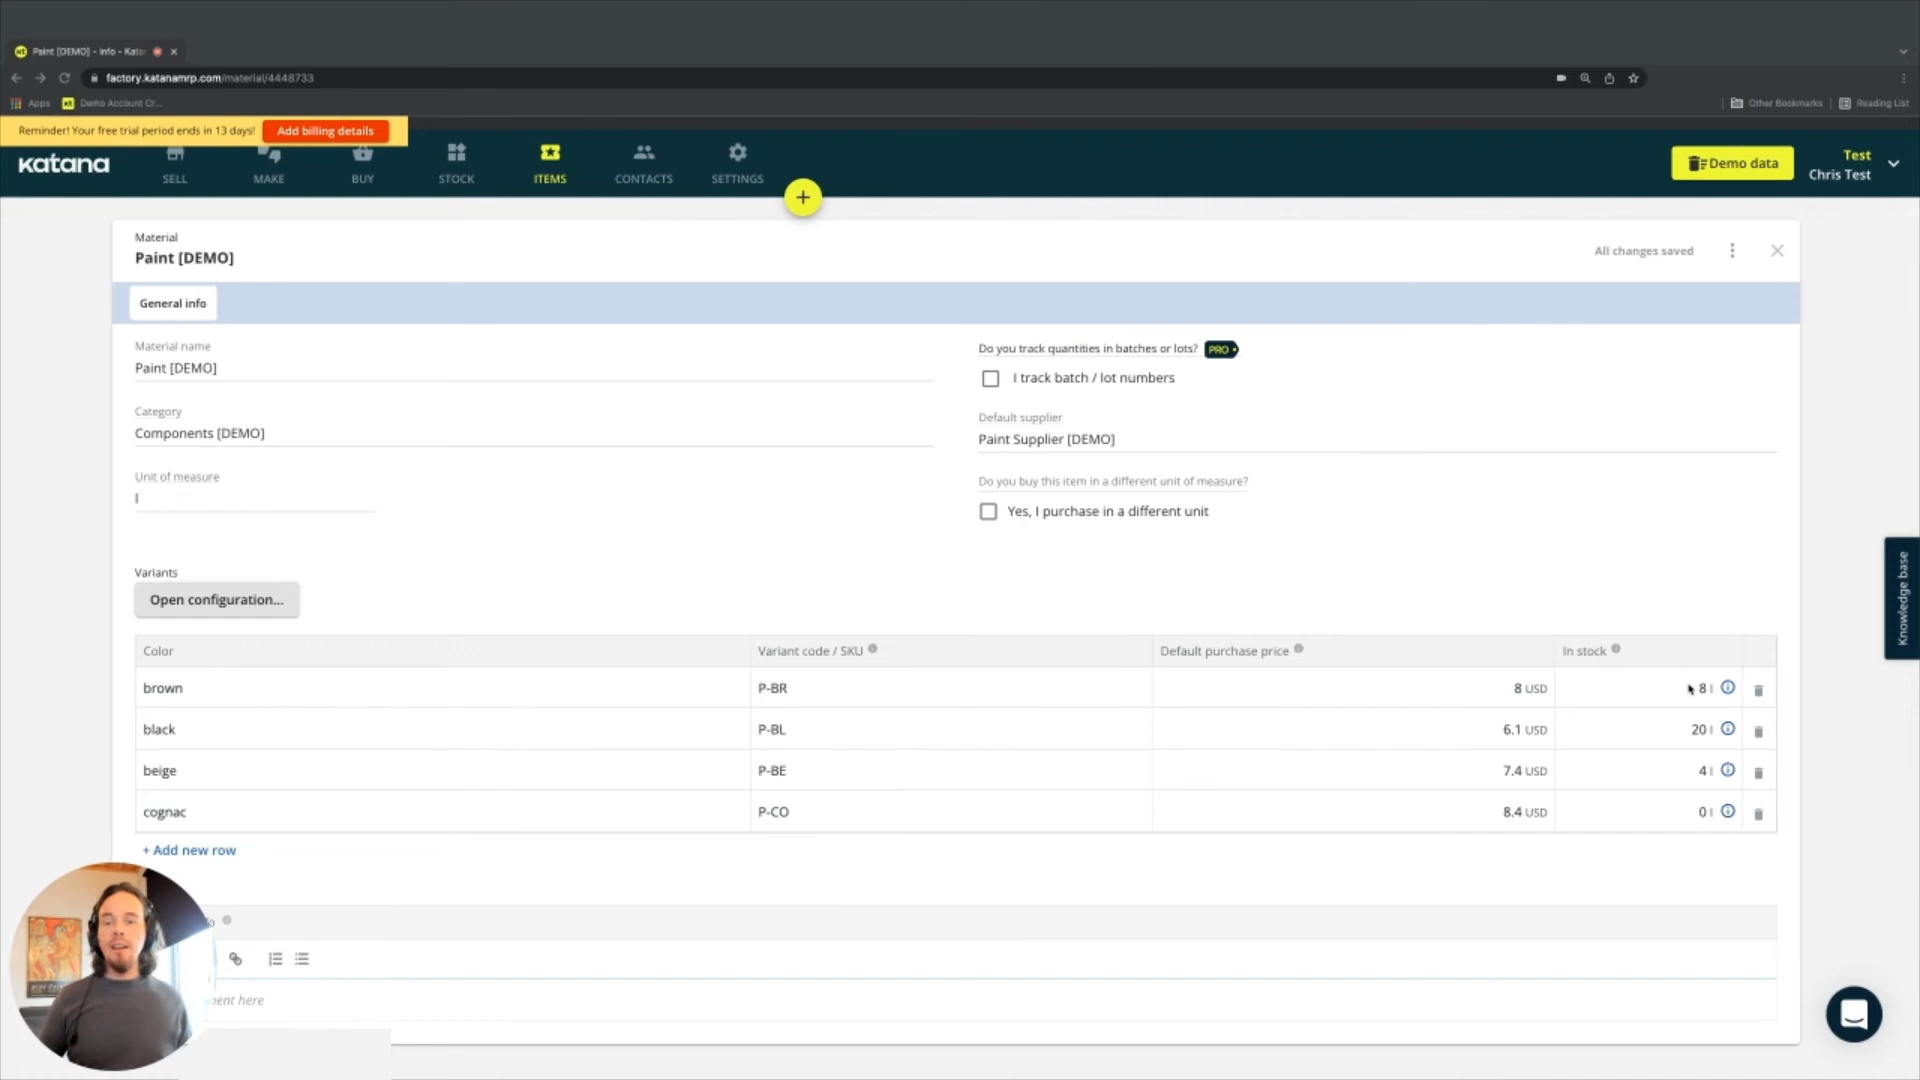 Paint [DEMO] - Info - Kata
factory.katanamrp.com/material/4448733
Apps
Demo Account Cr...
Other Bookmarks
Reading List
Reminder! Your free trial period ends in 13 days!
Add billing details
katana
SELL
MAKE
BUY
STOCK
ITEMS
CONTACTS
SETTINGS
+
Demo data
Test
Chris Test
Material
Paint [DEMO]
All changes saved
General info
Material name
Paint [DEMO]
Do you track quantities in batches or lots? PRO
I track batch / lot numbers
Category
Components [DEMO]
Default supplier
Paint Supplier [DEMO]
Unit of measure
l
Do you buy this item in a different unit of measure?
Yes, I purchase in a different unit
Variants
Open configuration...
Color Variant code / SKU Default purchase price In stock
brown P-BR 8 USD 8 l
black P-BL 6.1 USD 20 l
beige P-BE 7.4 USD 4 l
cognac P-CO 8.4 USD 0 l
+ Add new row
here
Knowledge base